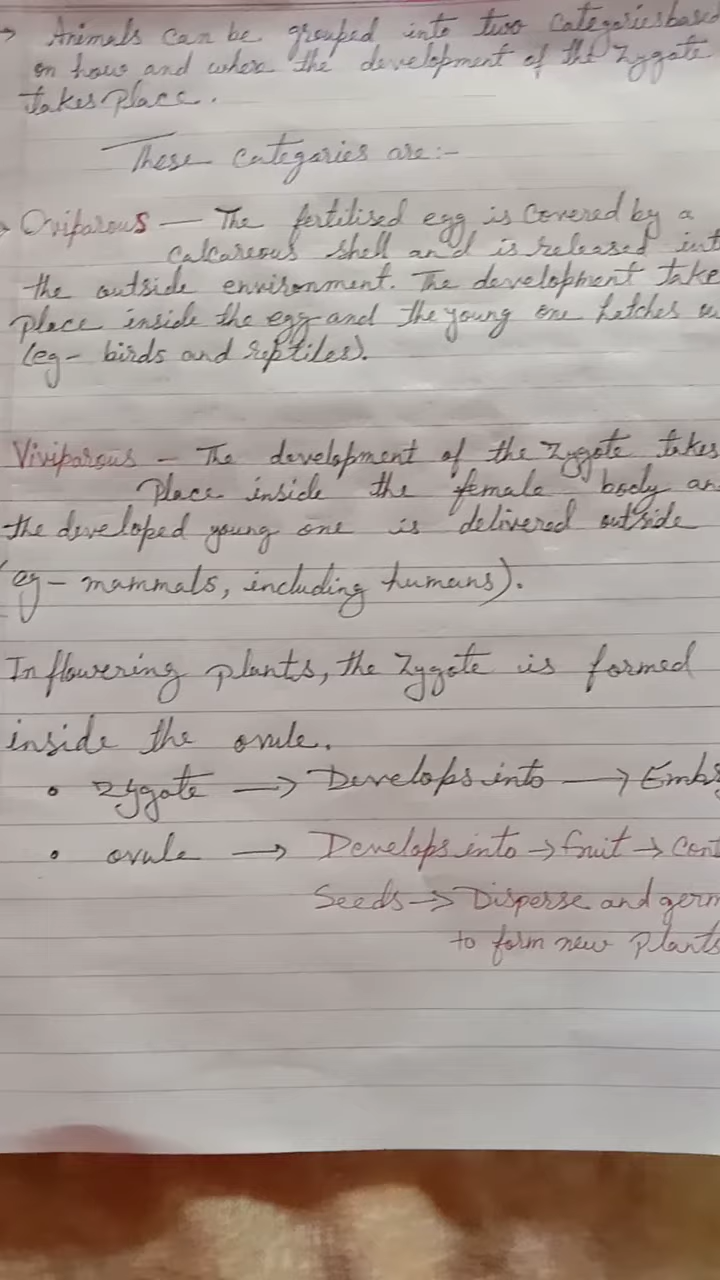 → Animals can be grouped into two categories based
on how and where the development of the Zygate
takes place.
These categories are:-
Oviparous — The fertilised egg is covered by a
calcareous shell and is released int
the outside environment. The development take
place inside the egg and the young one hatches
(eg- birds and reptiles).
Viviparous — The development of the Zygote takes
Place inside the female body an
the developed young one is delivered outside
eg- mammals, including humans).
In flowering plants, the Zygote is formed
inside the ovule.
• zygote → Develops into → Emb
• ovule → Develops into → fruit → Cont
Seeds → Disperse and germ
to form new Plants